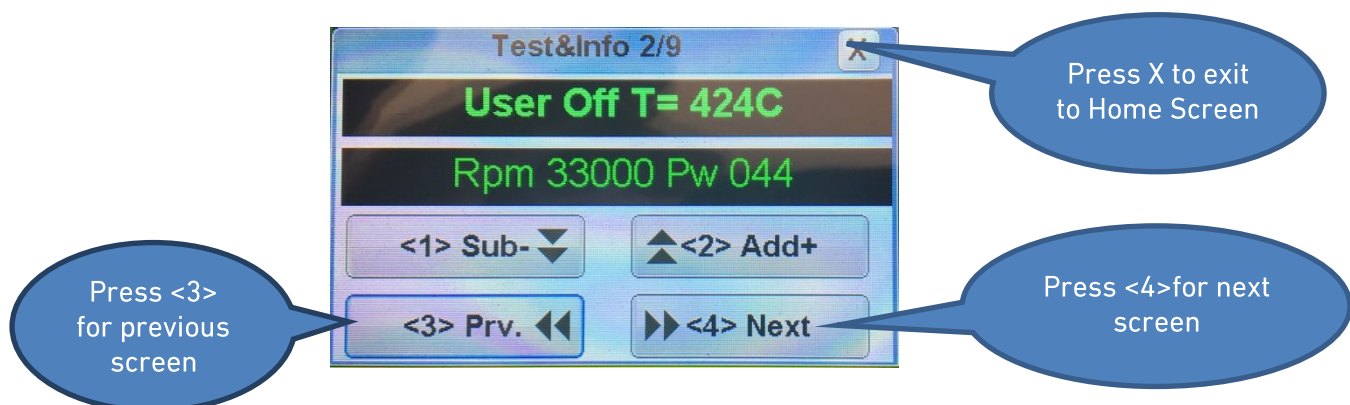 Test&Info 2/9
X
Press X to exit
to Home Screen
User Off T= 424C
Rpm 33000 Pw 044
<1> Sub-
<2> Add+
Press <3>
for previous
screen
<3> Prv.
<4> Next
Press <4>for next
screen